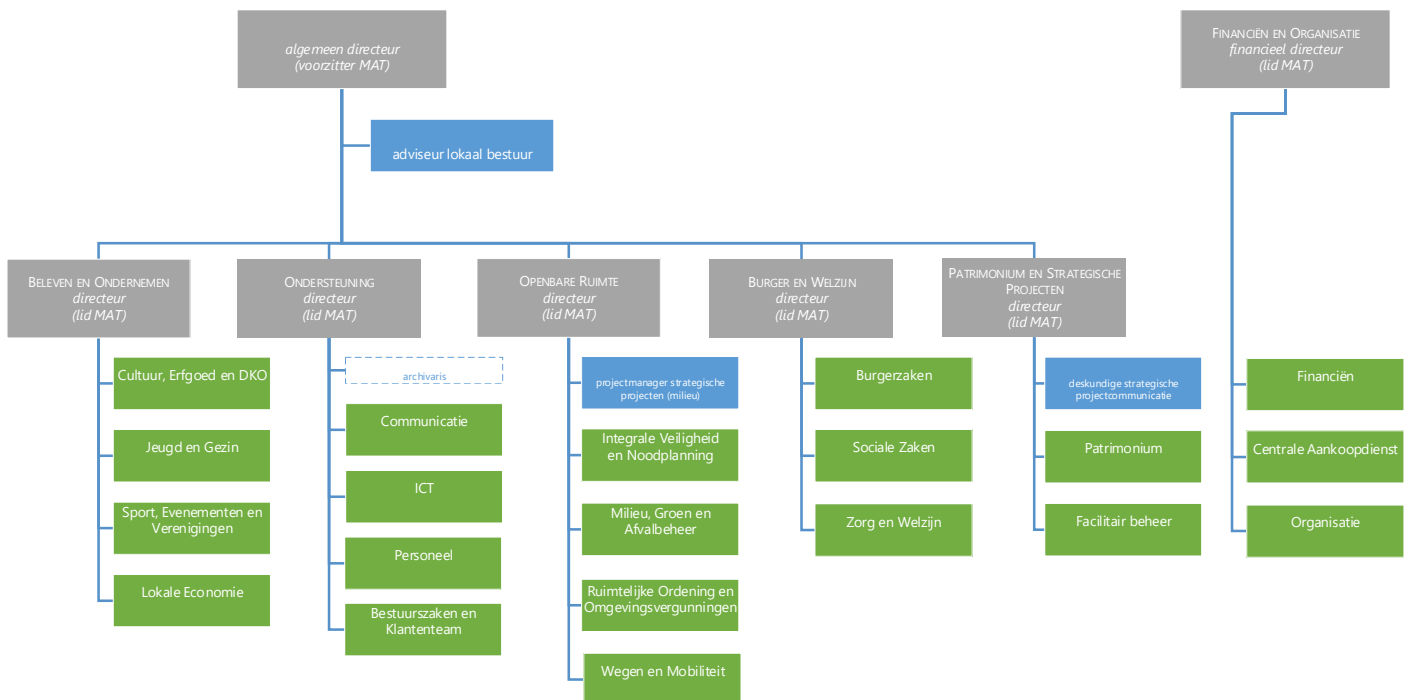 algemeen directeur
(voorzitter MAT)
FINANCIËN EN ORGANISATIE
financieel directeur
(lid MAT)
adviseur lokaal bestuur
BELEVEN EN ONDERNEMEN
directeur
(lid MAT)
ONDERSTEUNING
directeur
(lid MAT)
OPENBARE RUIMTE
directeur
(lid MAT)
BURGER EN WELZIJN
directeur
(lid MAT)
PATRIMONIUM EN STRATEGISCHE
PROJECTEN
directeur
(lid MAT)
Cultuur, Erfgoed en DKO
Jeugd en Gezin
Sport, Evenementen en
Verenigingen
Lokale Economie
archivaris
Communicatie
ICT
Personeel
Bestuurszaken en
Klantenteam
projectmanager strategische
projecten (milieu)
Integrale Veiligheid
en Noodplanning
Milieu, Groen en
Afvalbeheer
Ruimtelijke Ordening en
Omgevingsvergunningen
Wegen en Mobiliteit
Burgerzaken
Sociale Zaken
Zorg en Welzijn
deskundige strategische
projectcommunicatie
Patrimonium
Facilitair beheer
Financiën
Centrale Aankoopdienst
Organisatie